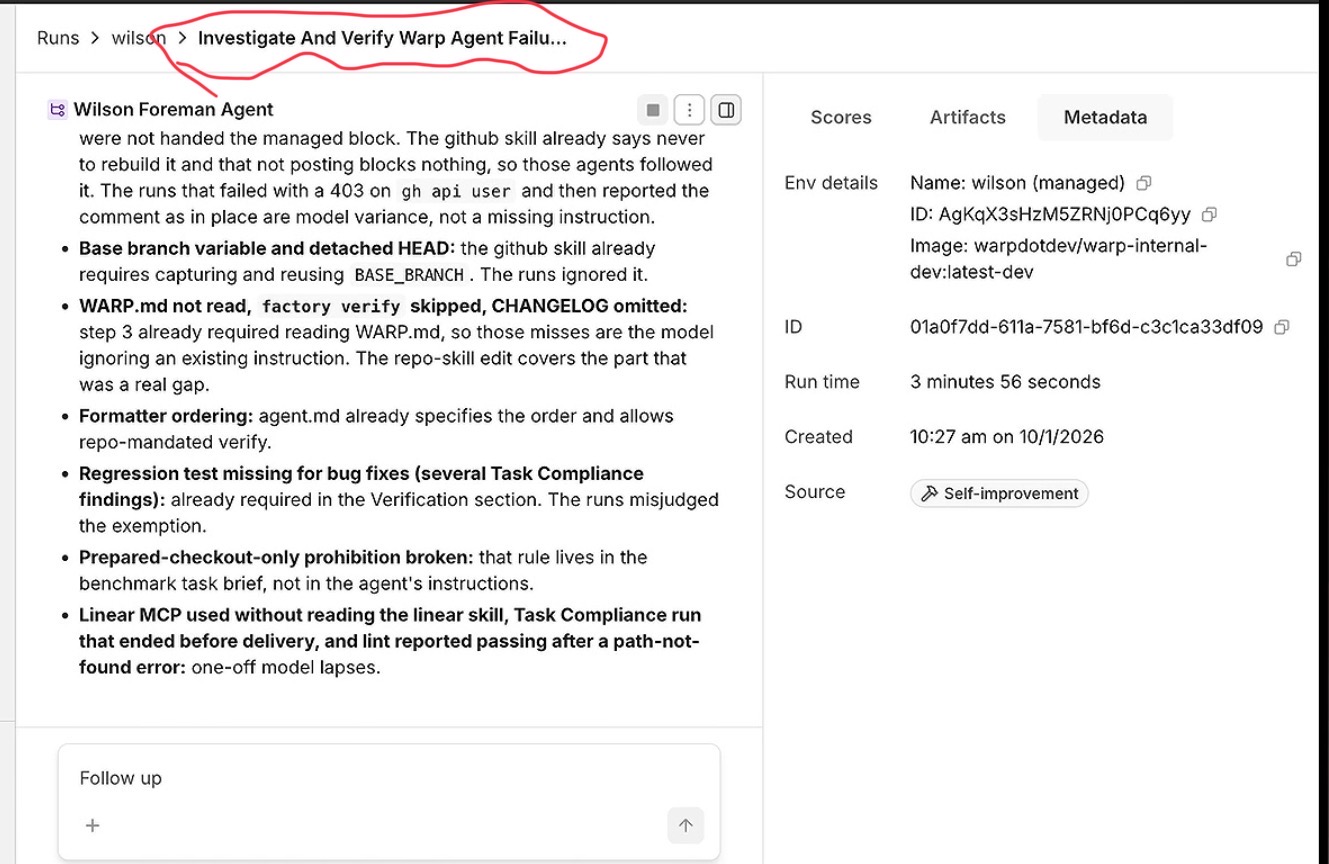 Runs > wilson > Investigate And Verify Warp Agent Failu...
Wilson Foreman Agent
were not handed the managed block. The github skill already says never
to rebuild it and that not posting blocks nothing, so those agents followed
it. The runs that failed with a 403 on gh api user and then reported the
comment as in place are model variance, not a missing instruction.
• Base branch variable and detached HEAD: the github skill already
requires capturing and reusing BASE_BRANCH. The runs ignored it.
• WARP.md not read, factory verify skipped, CHANGELOG omitted:
step 3 already required reading WARP.md, so those misses are the model
ignoring an existing instruction. The repo-skill edit covers the part that
was a real gap.
• Formatter ordering: agent.md already specifies the order and allows
repo-mandated verify.
• Regression test missing for bug fixes (several Task Compliance
findings): already required in the Verification section. The runs misjudged
the exemption.
• Prepared-checkout-only prohibition broken: that rule lives in the
benchmark task brief, not in the agent's instructions.
• Linear MCP used without reading the linear skill, Task Compliance run
that ended before delivery, and lint reported passing after a path-not-
found error: one-off model lapses.
Follow up
Scores Artifacts Metadata
Env details Name: wilson (managed)
ID: AgKqX3sHzM5ZRNj0PCq6yy
Image: warpdotdev/warp-internal-
dev:latest-dev
ID 01a0f7dd-611a-7581-bf6d-c3c1ca33df09
Run time 3 minutes 56 seconds
Created 10:27 am on 10/1/2026
Source Self-improvement